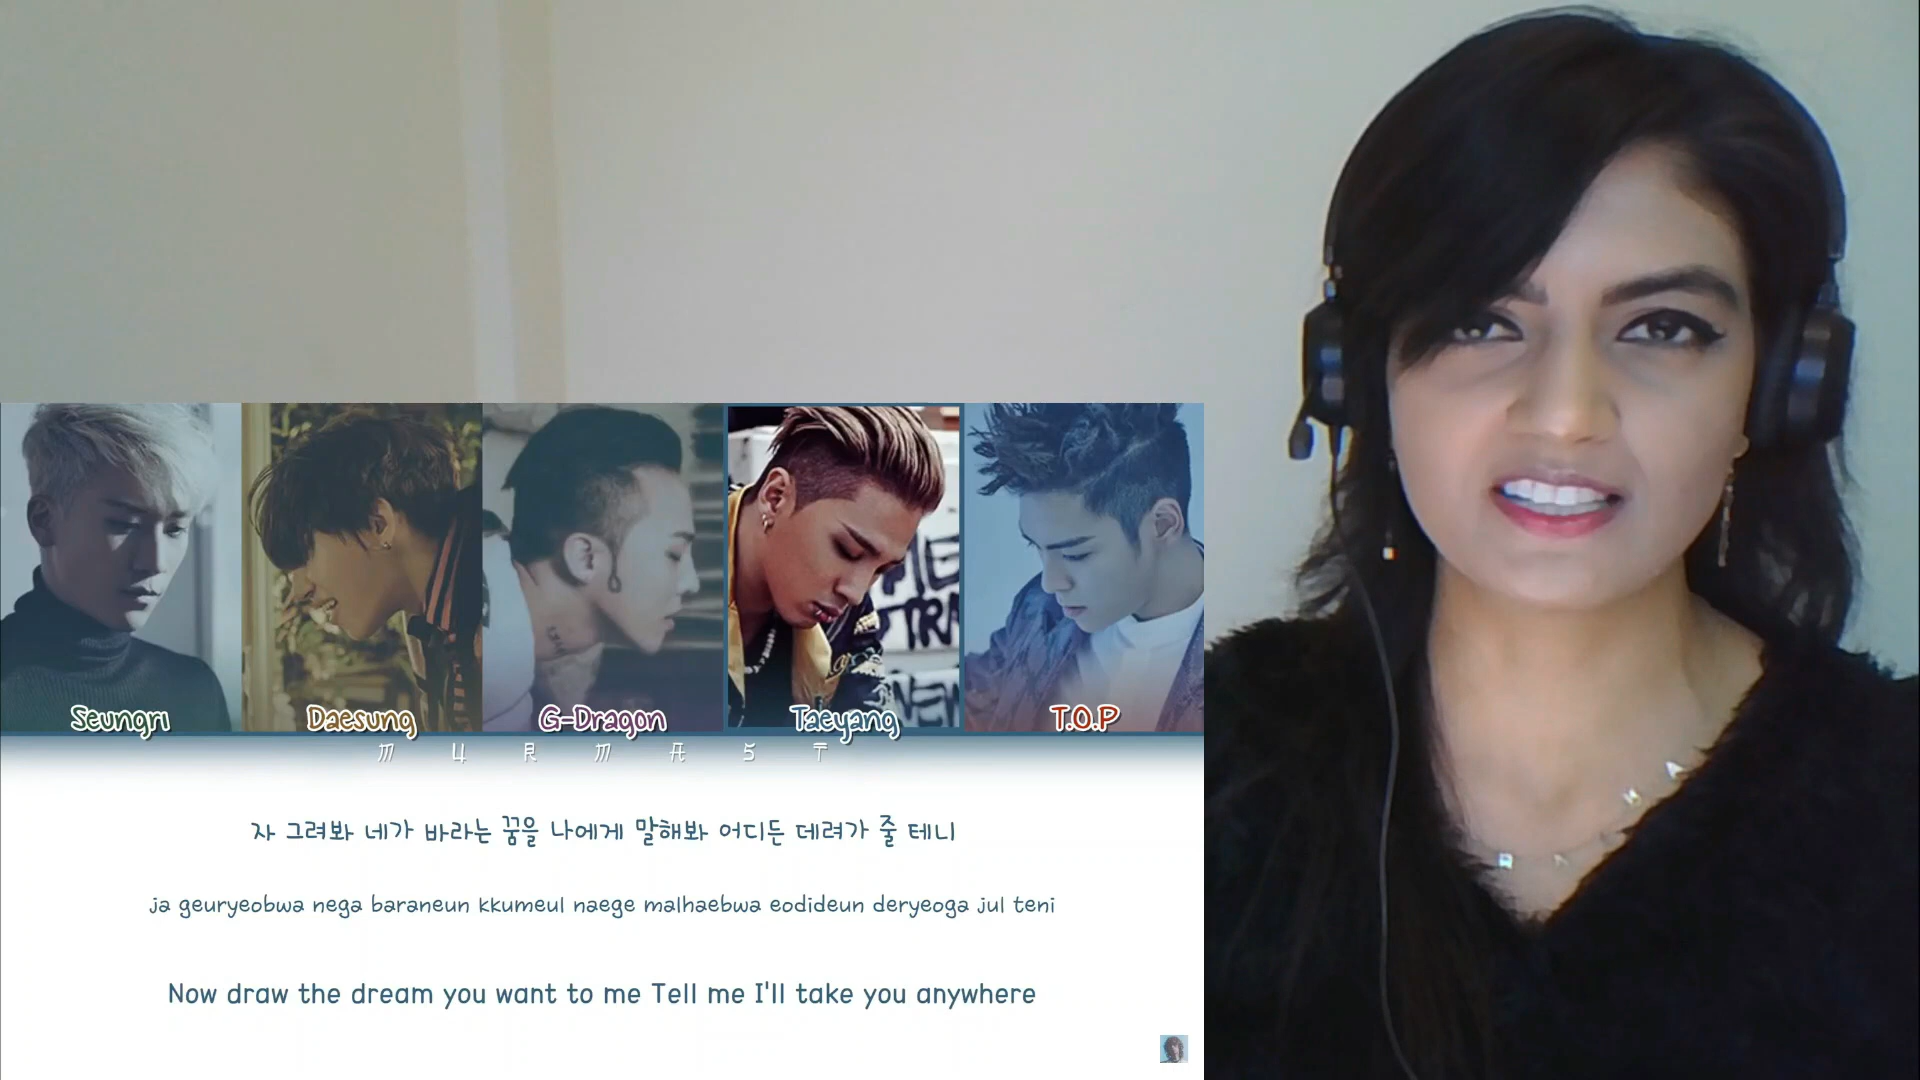 Seungri Daesung G-Dragon Taeyang T.O.P
자 그려봐 네가 바라는 꿈을 나에게 말해봐 어디든 데려가 줄 테니
ja geuryeobwa nega baraneun kkumeul naege malhaebwa eodideun deryeoga jul teni
Now draw the dream you want to me Tell me I'll take you anywhere